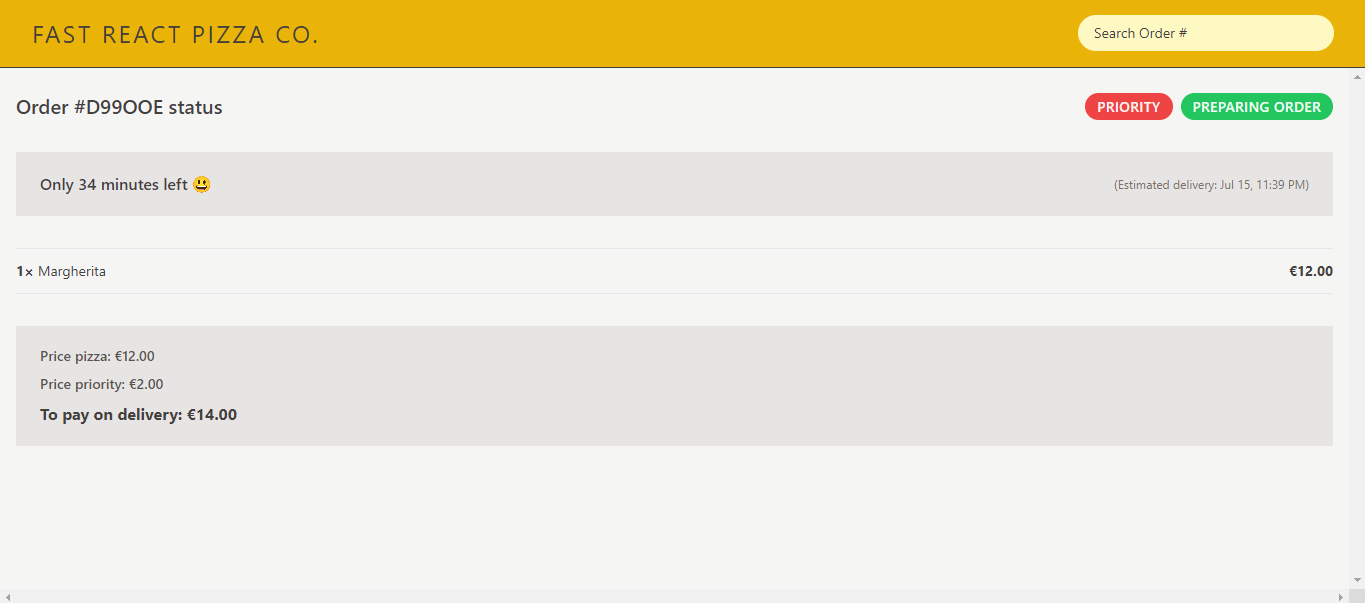 FAST REACT PIZZA CO.
Search Order #
Order #D99OOE status
PRIORITY
PREPARING ORDER
Only 34 minutes left 😃
(Estimated delivery: Jul 15, 11:39 PM)
1× Margherita
€12.00
Price pizza: €12.00
Price priority: €2.00
To pay on delivery: €14.00